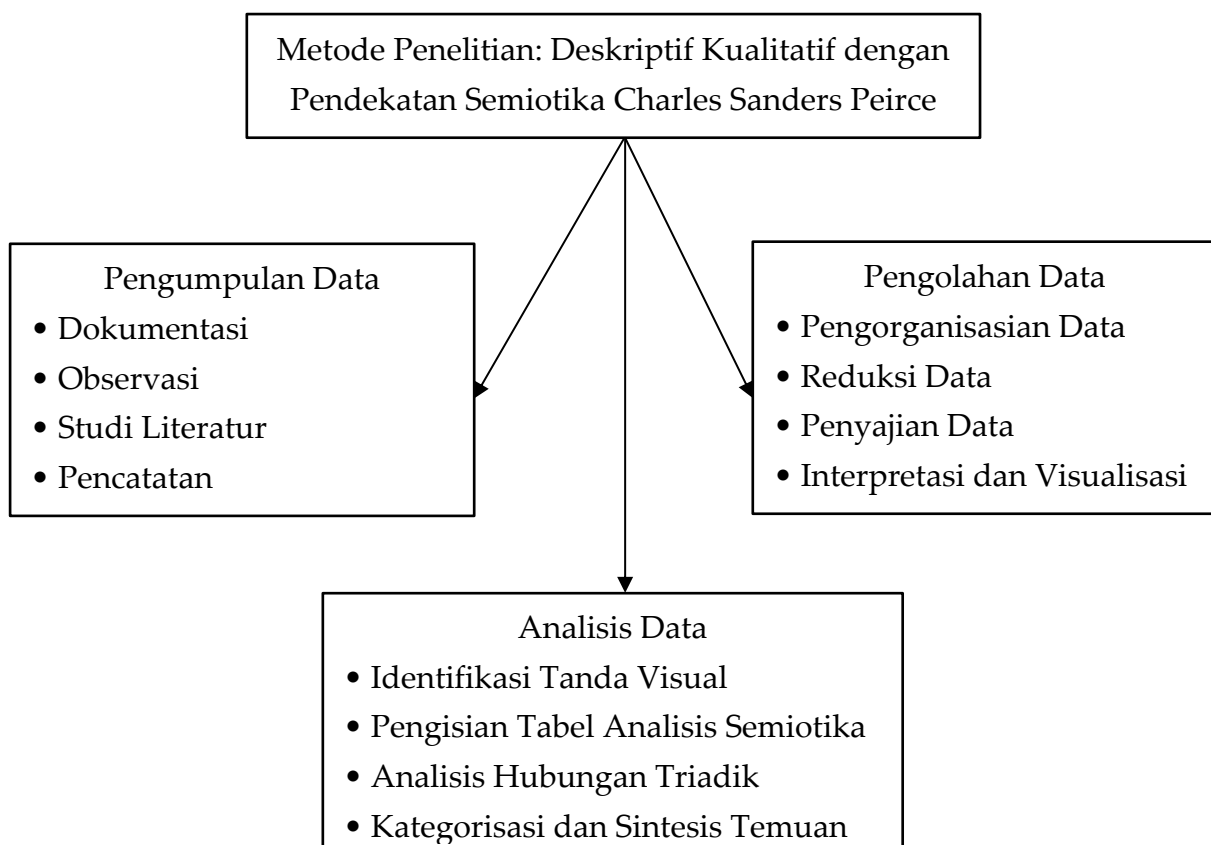 Metode Penelitian: Deskriptif Kualitatif dengan
Pendekatan Semiotika Charles Sanders Peirce
Pengumpulan Data
• Dokumentasi
• Observasi
• Studi Literatur
• Pencatatan
Pengolahan Data
• Pengorganisasian Data
• Reduksi Data
• Penyajian Data
• Interpretasi dan Visualisasi
Analisis Data
• Identifikasi Tanda Visual
• Pengisian Tabel Analisis Semiotika
• Analisis Hubungan Triadik
• Kategorisasi dan Sintesis Temuan